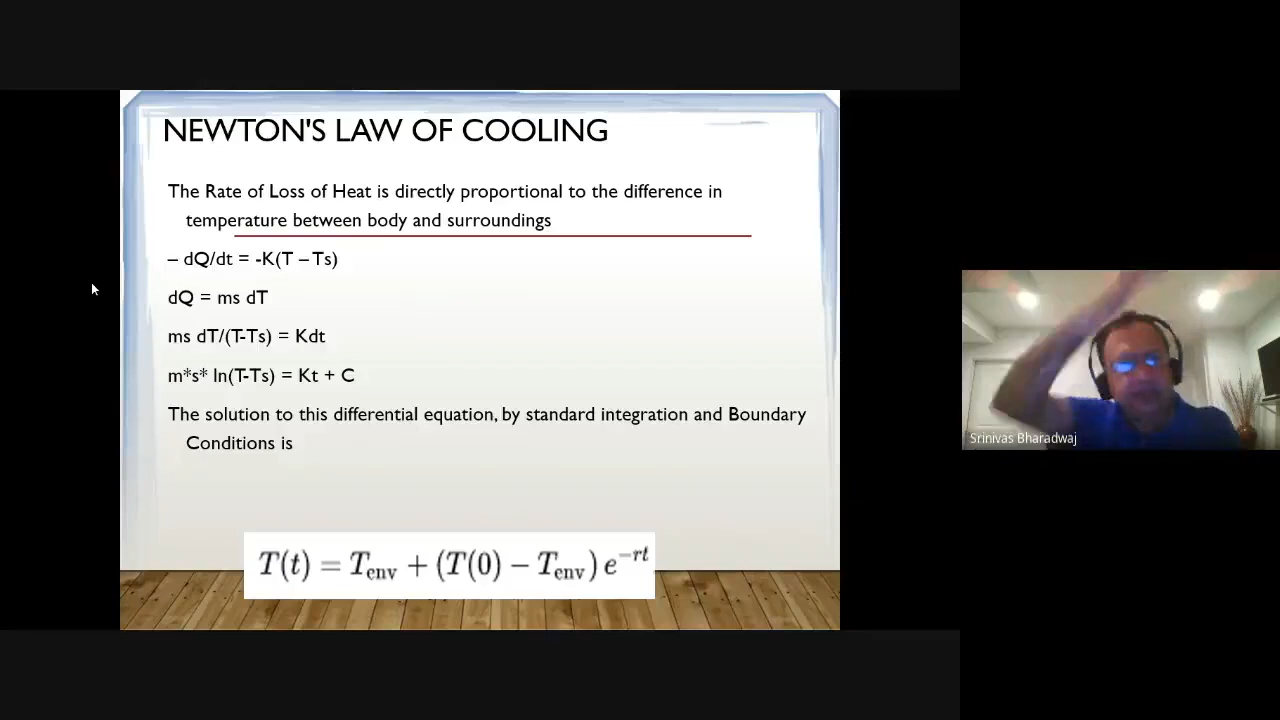 NEWTON'S LAW OF COOLING
The Rate of Loss of Heat is directly proportional to the difference in
temperature between body and surroundings
– dQ/dt = -K(T – Ts)
dQ = ms dT
ms dT/(T-Ts) = Kdt
m*s* ln(T-Ts) = Kt + C
The solution to this differential equation, by standard integration and Boundary
Conditions is
T(t) = T_env + (T(0) − T_env) e^−rt
Srinivas Bharadwaj